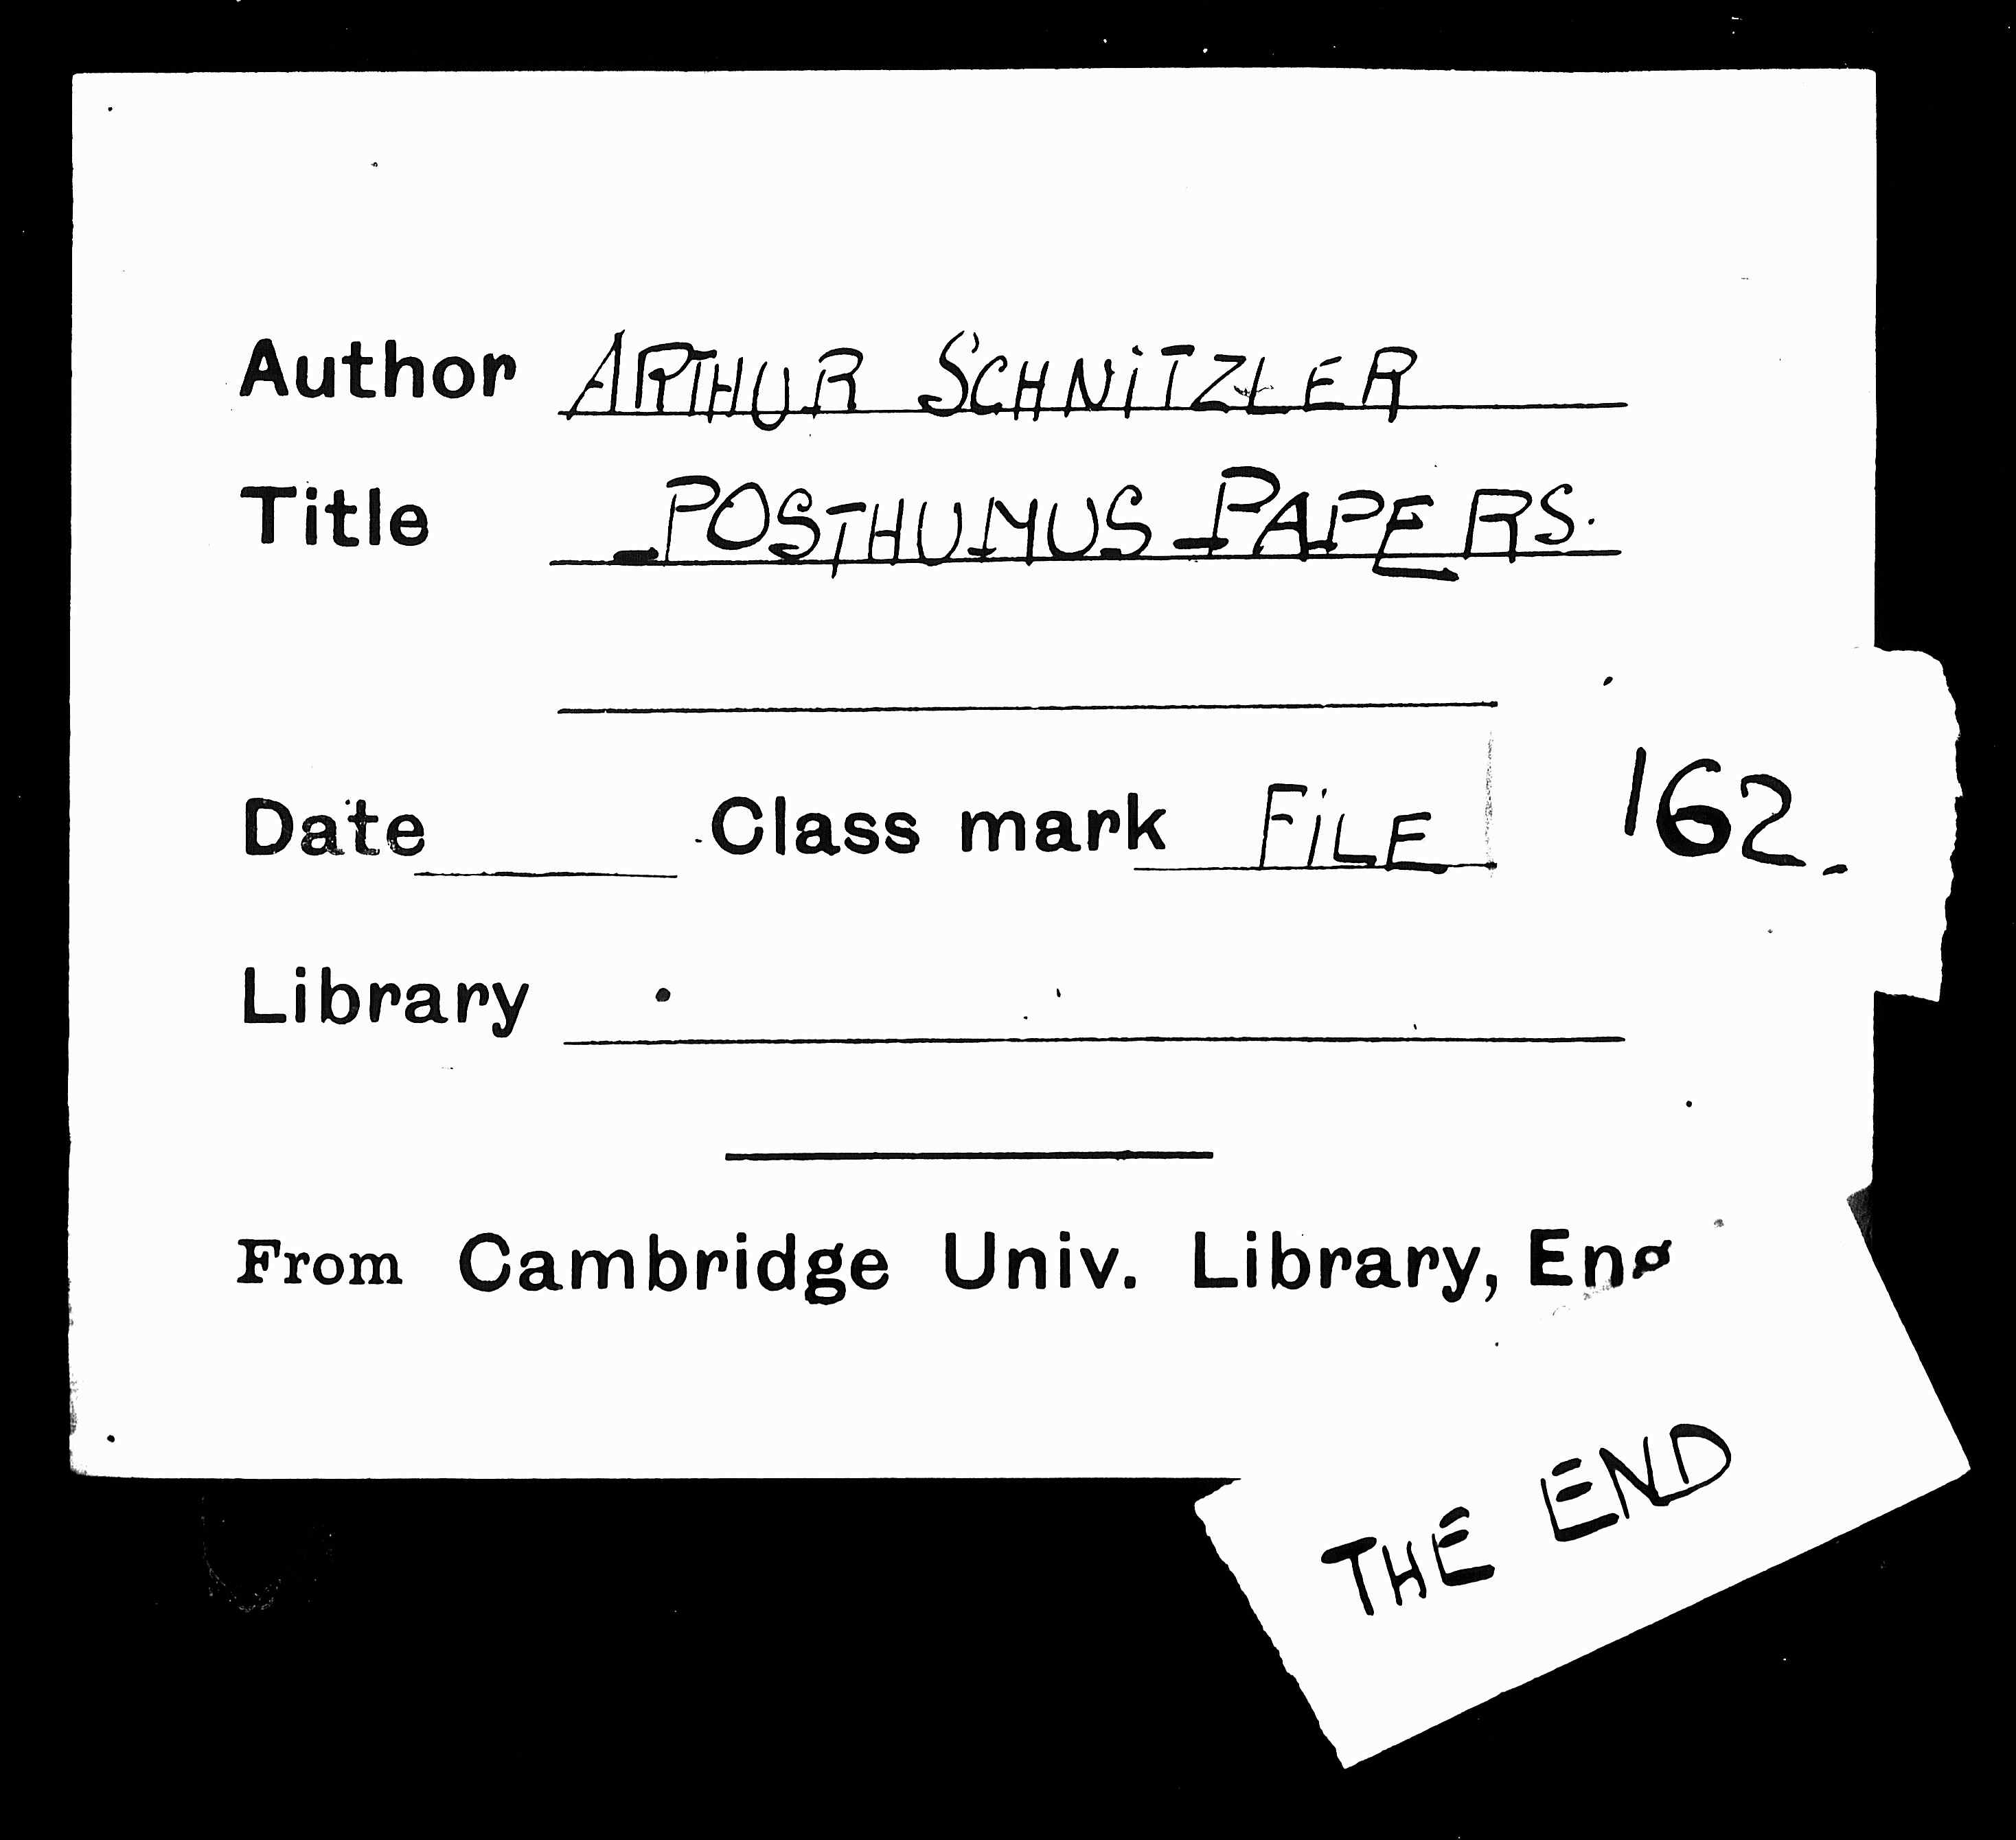 Author ARTHUR SCHNiTZLER
Title POSTHUMUS PAPERS.
Date Class mark FiLE 162.
Library
From Cambridge Univ. Library, Eng
THE END